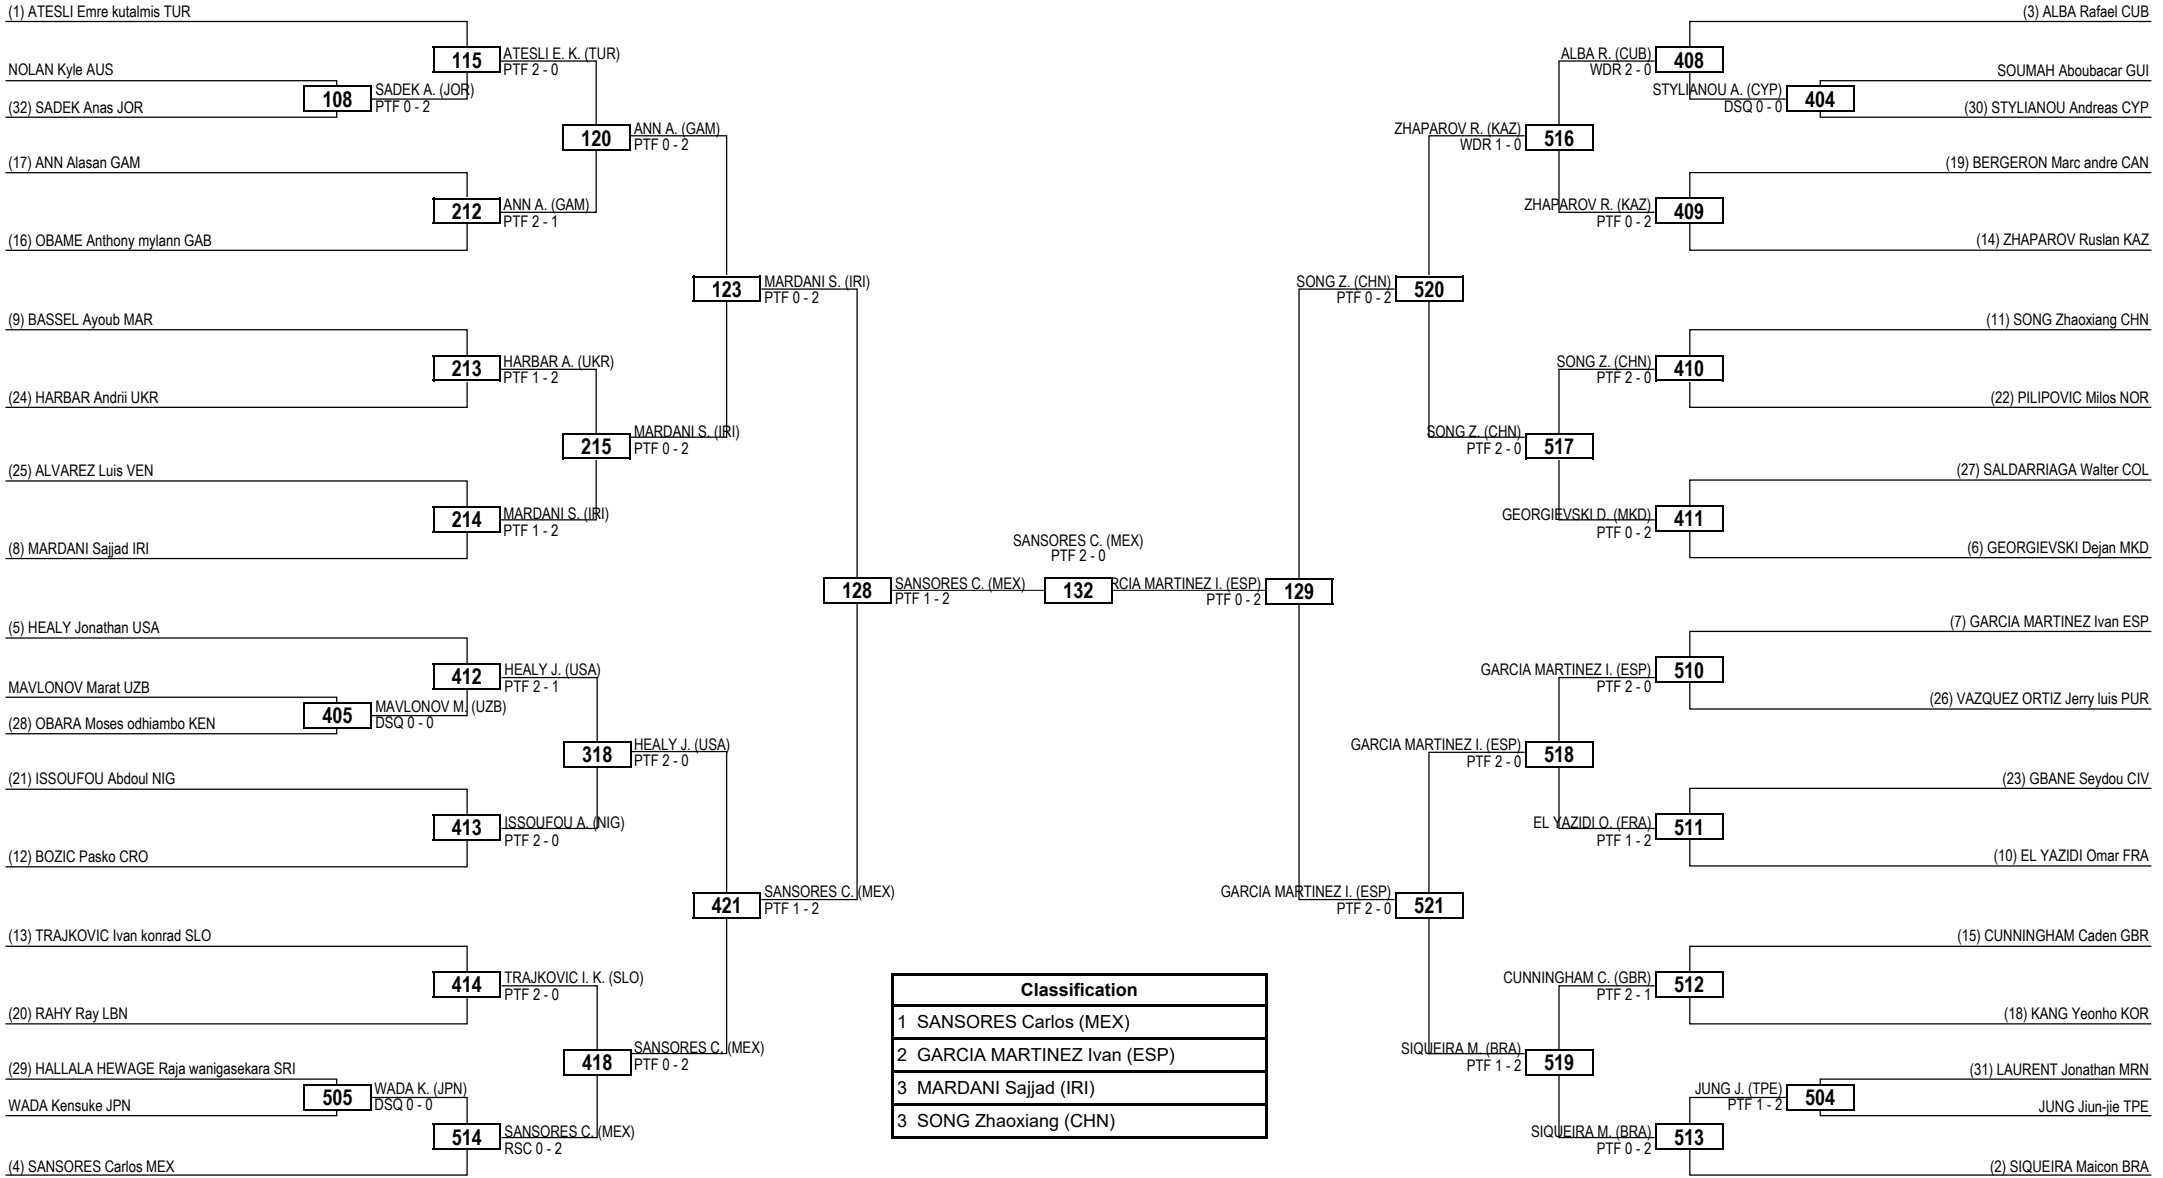 (1) ATESLI Emre kutalmis TUR
NOLAN Kyle AUS
(32) SADEK Anas JOR
(17) ANN Alasan GAM
(16) OBAME Anthony mylann GAB
(9) BASSEL Ayoub MAR
(24) HARBAR Andrii UKR
(25) ALVAREZ Luis VEN
(8) MARDANI Sajjad IRI
(5) HEALY Jonathan USA
MAVLONOV Marat UZB
(28) OBARA Moses odhiambo KEN
(21) ISSOUFOU Abdoul NIG
(12) BOZIC Pasko CRO
(13) TRAJKOVIC Ivan konrad SLO
(20) RAHY Ray LBN
(29) HALLALA HEWAGE Raja wanigasekara SRI
WADA Kensuke JPN
(4) SANSORES Carlos MEX
108
SADEK A. (JOR)
PTF 0 - 2
405
MAVLONOV M. (UZB)
DSQ 0 - 0
505
WADA K. (JPN)
DSQ 0 - 0
115
ATESLI E. K. (TUR)
PTF 2 - 0
212
ANN A. (GAM)
PTF 2 - 1
213
HARBAR A. (UKR)
PTF 1 - 2
214
MARDANI S. (IRI)
PTF 1 - 2
412
HEALY J. (USA)
PTF 2 - 1
413
ISSOUFOU A. (NIG)
PTF 2 - 0
414
TRAJKOVIC I. K. (SLO)
PTF 2 - 0
514
SANSORES C. (MEX)
RSC 0 - 2
120
ANN A. (GAM)
PTF 0 - 2
215
MARDANI S. (IRI)
PTF 0 - 2
318
HEALY J. (USA)
PTF 2 - 0
418
SANSORES C. (MEX)
PTF 0 - 2
123
MARDANI S. (IRI)
PTF 0 - 2
421
SANSORES C. (MEX)
PTF 1 - 2
128
SANSORES C. (MEX)
PTF 1 - 2
SANSORES C. (MEX)
PTF 2 - 0
132
RCIA MARTINEZ I. (ESP)
PTF 0 - 2
129
SONG Z. (CHN)
PTF 0 - 2
520
GARCIA MARTINEZ I. (ESP)
PTF 2 - 0
521
ZHAPAROV R. (KAZ)
WDR 1 - 0
516
SONG Z. (CHN)
PTF 2 - 0
517
GARCIA MARTINEZ I. (ESP)
PTF 2 - 0
518
SIQUEIRA M. (BRA)
PTF 1 - 2
519
ALBA R. (CUB)
WDR 2 - 0
408
ZHAPAROV R. (KAZ)
PTF 0 - 2
409
SONG Z. (CHN)
PTF 2 - 0
410
GEORGIEVSKI D. (MKD)
PTF 0 - 2
411
GARCIA MARTINEZ I. (ESP)
PTF 2 - 0
510
EL YAZIDI O. (FRA)
PTF 1 - 2
511
CUNNINGHAM C. (GBR)
PTF 2 - 1
512
SIQUEIRA M. (BRA)
PTF 0 - 2
513
STYLIANOU A. (CYP)
DSQ 0 - 0
404
JUNG J. (TPE)
PTF 1 - 2
504
(3) ALBA Rafael CUB
SOUMAH Aboubacar GUI
(30) STYLIANOU Andreas CYP
(19) BERGERON Marc andre CAN
(14) ZHAPAROV Ruslan KAZ
(11) SONG Zhaoxiang CHN
(22) PILIPOVIC Milos NOR
(27) SALDARRIAGA Walter COL
(6) GEORGIEVSKI Dejan MKD
(7) GARCIA MARTINEZ Ivan ESP
(26) VAZQUEZ ORTIZ Jerry luis PUR
(23) GBANE Seydou CIV
(10) EL YAZIDI Omar FRA
(15) CUNNINGHAM Caden GBR
(18) KANG Yeonho KOR
(31) LAURENT Jonathan MRN
JUNG Jiun-jie TPE
(2) SIQUEIRA Maicon BRA
Classification
1 SANSORES Carlos (MEX)
2 GARCIA MARTINEZ Ivan (ESP)
3 MARDANI Sajjad (IRI)
3 SONG Zhaoxiang (CHN)